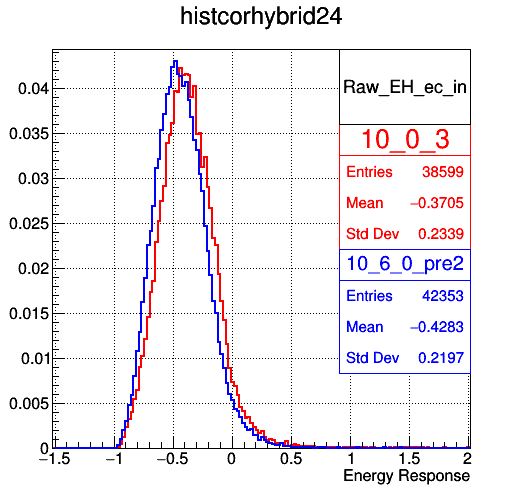 histcorhybrid24
Raw_EH_ec_in
10_0_3
Entries 38599
Mean −0.3705
Std Dev 0.2339
10_6_0_pre2
Entries 42353
Mean −0.4283
Std Dev 0.2197
0.04
0.035
0.03
0.025
0.02
0.015
0.01
0.005
0
−1.5 −1 −0.5 0 0.5 1 1.5 2
Energy Response